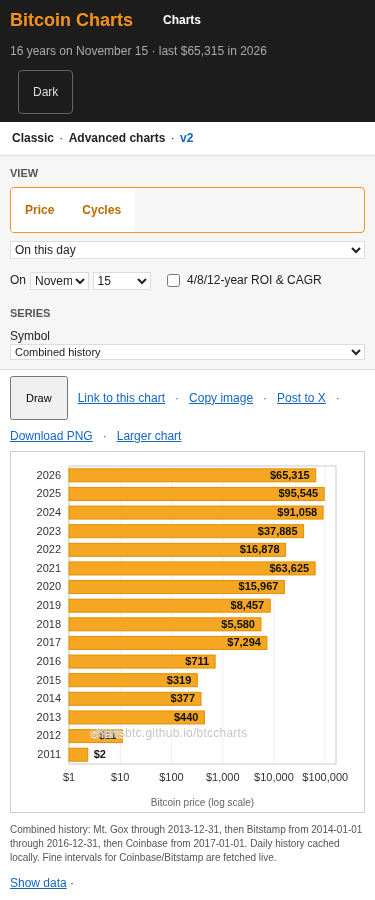 Bitcoin Charts Charts
16 years on November 15 · last $65,315 in 2026
Dark
Classic · Advanced charts · v2
VIEW
Price Cycles
On this day
On Novem 15 4/8/12-year ROI & CAGR
SERIES
Symbol
Combined history
Draw Link to this chart · Copy image · Post to X ·
Download PNG · Larger chart
2026 $65,315
2025 $95,545
2024 $91,058
2023 $37,885
2022 $16,878
2021 $63,625
2020 $15,967
2019 $8,457
2018 $5,580
2017 $7,294
2016 $711
2015 $319
2014 $377
2013 $440
2012
2011 $2
$1 $10 $100 $1,000 $10,000 $100,000
Bitcoin price (log scale)
Combined history: Mt. Gox through 2013-12-31, then Bitstamp from 2014-01-01
through 2016-12-31, then Coinbase from 2017-01-01. Daily history cached
locally. Fine intervals for Coinbase/Bitstamp are fetched live.
Show data ·